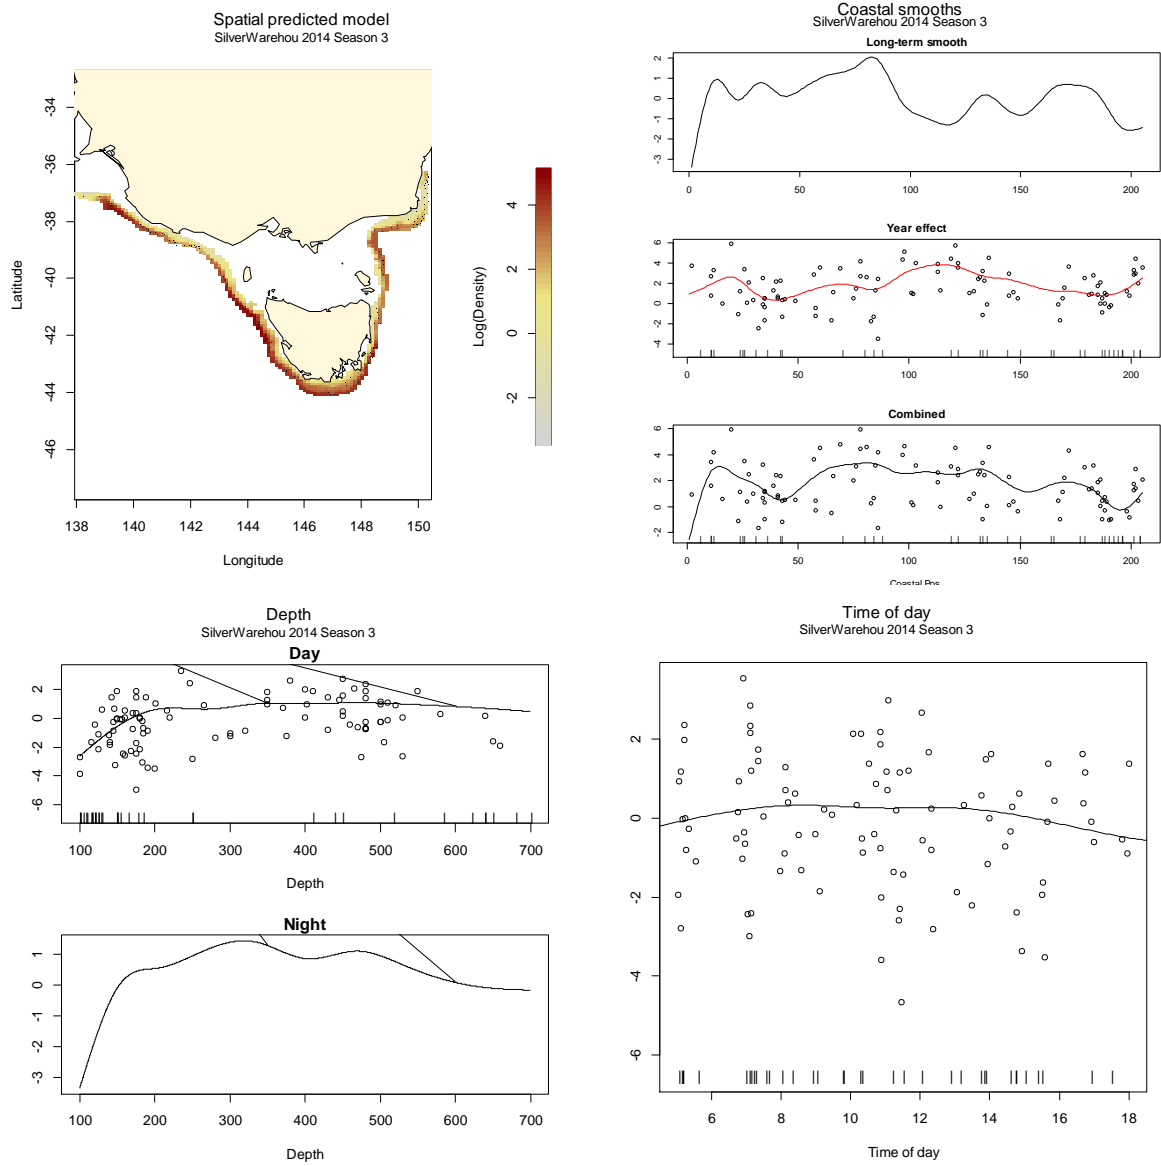 Spatial predicted model
SilverWarehou 2014 Season 3
-34
-36
-38
-40
-42
-44
-46
Latitude
138 140 142 144 146 148 150
Longitude
4
2
0
-2
Log(Density)
Coastal smooths
SilverWarehou 2014 Season 3
Long-term smooth
2
1
0
-1
-2
-3
0 50 100 150 200
Year effect
6
4
2
0
-2
-4
0 50 100 150 200
Combined
6
4
2
0
-2
0 50 100 150 200
Coastal Pos
Depth
SilverWarehou 2014 Season 3
Day
2
0
-2
-4
-6
100 200 300 400 500 600 700
Depth
Night
1
0
-1
-2
-3
100 200 300 400 500 600 700
Depth
Time of day
SilverWarehou 2014 Season 3
2
0
-2
-4
-6
6 8 10 12 14 16 18
Time of day